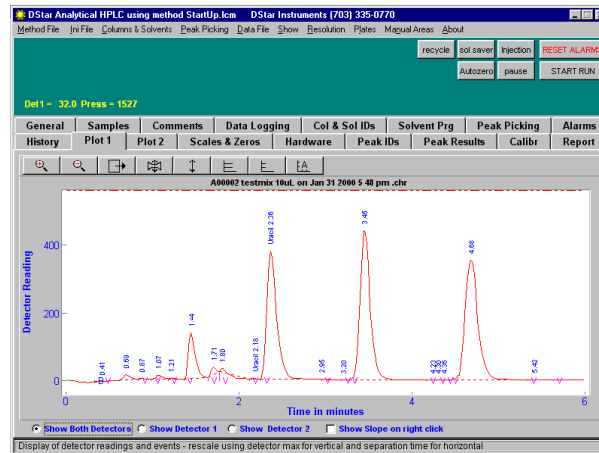 DStar Analytical HPLC using method StartUp.lcm DStar Instruments (703) 335-0770
Method File Ini File Columns & Solvents Peak Picking Data File Show Resolution Plates Manual Areas About
recycle sol saver Injection RESET ALARMS
Autozero pause START RUN
Det1 = 32.0 Press = 1527
General Samples Comments Data Logging Col & Sol IDs Solvent Prg Peak Picking Alarms
History Plot 1 Plot 2 Scales & Zeros Hardware Peak IDs Peak Results Calibr Report
A00002 testmix 10uL on Jan 31 2000 5 48 pm .chr
Detector Reading
400
200
0
0.41
0.69
0.87
1.07
1.21
1.44
1.71
1.80
Uracil 2.18
Uracil 2.36
2.95
3.20
3.45
4.23
4.30
4.36
4.68
5.42
0 2 4 6
Time in minutes
Show Both Detectors Show Detector 1 Show Detector 2 Show Slope on right click
Display of detector readings and events - rescale using detector max for vertical and separation time for horizontal